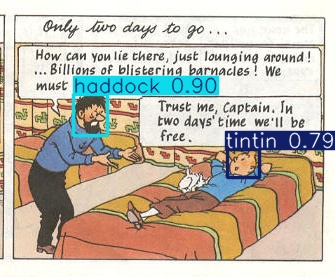 Only two days to go...
How can you lie there, just lounging around!
...Billions of blistering barnacles! We
must
haddock 0.90
Trust me, Captain. In
two days' time we'll be
free.
tintin 0.79